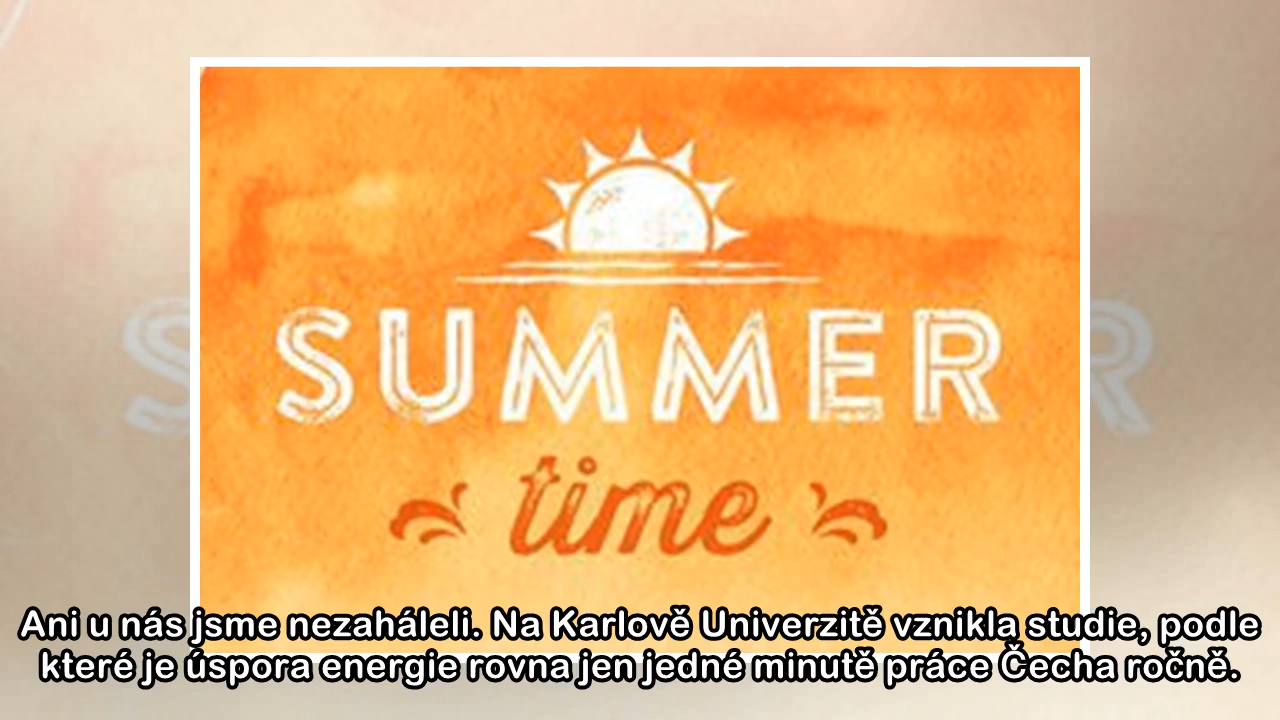 SUMMER
time
Ani u nás jsme nezaháleli. Na Karlově Univerzitě vznikla studie, podle
které je úspora energie rovna jen jedné minutě práce Čecha ročně.